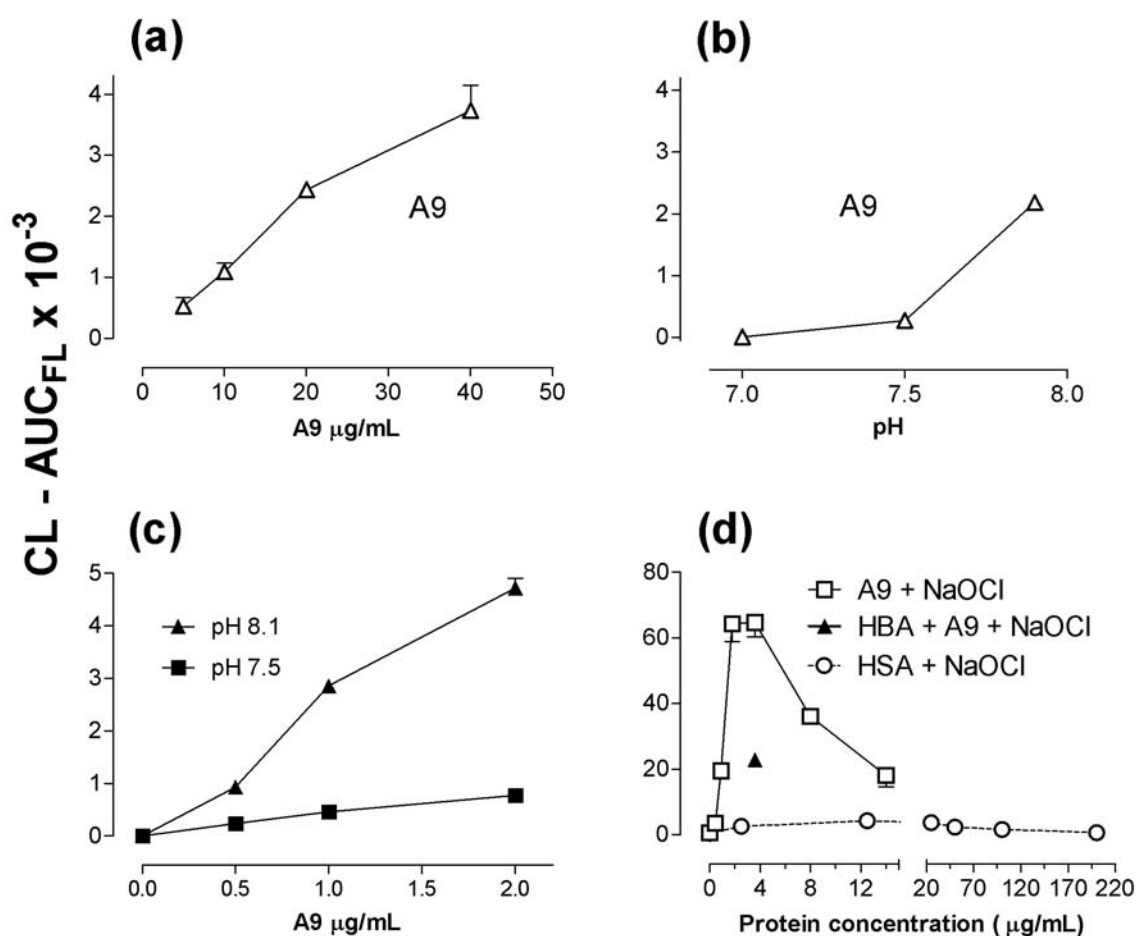 (a)
4
3
2
1
0
A9
0 10 20 30 40 50
A9 μg/mL
(b)
4
3
2
1
0
A9
7.0 7.5 8.0
pH
CL - AUC_FL x 10^-3
(c)
5
4
3
2
1
0
pH 8.1
pH 7.5
0.0 0.5 1.0 1.5 2.0
A9 μg/mL
(d)
80
60
40
20
0
A9 + NaOCl
HBA + A9 + NaOCl
HSA + NaOCl
0 4 8 12 20 70 120 170 220
Protein concentration ( μg/mL)